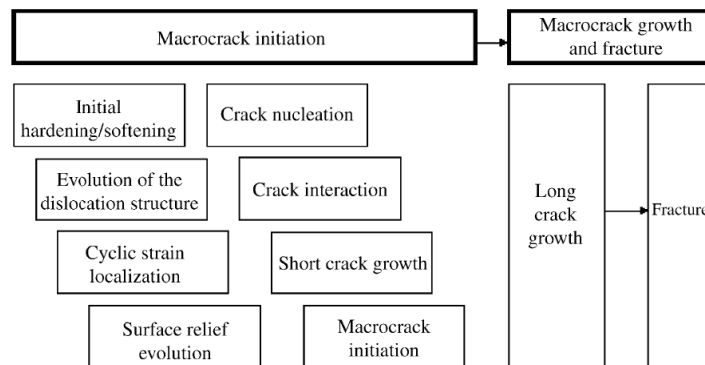 Macrocrack initiation
Macrocrack growth
and fracture
Initial
hardening/softening
Evolution of the
dislocation structure
Cyclic strain
localization
Surface relief
evolution
Crack nucleation
Crack interaction
Short crack growth
Macrocrack
initiation
Long
crack
growth
Fracture